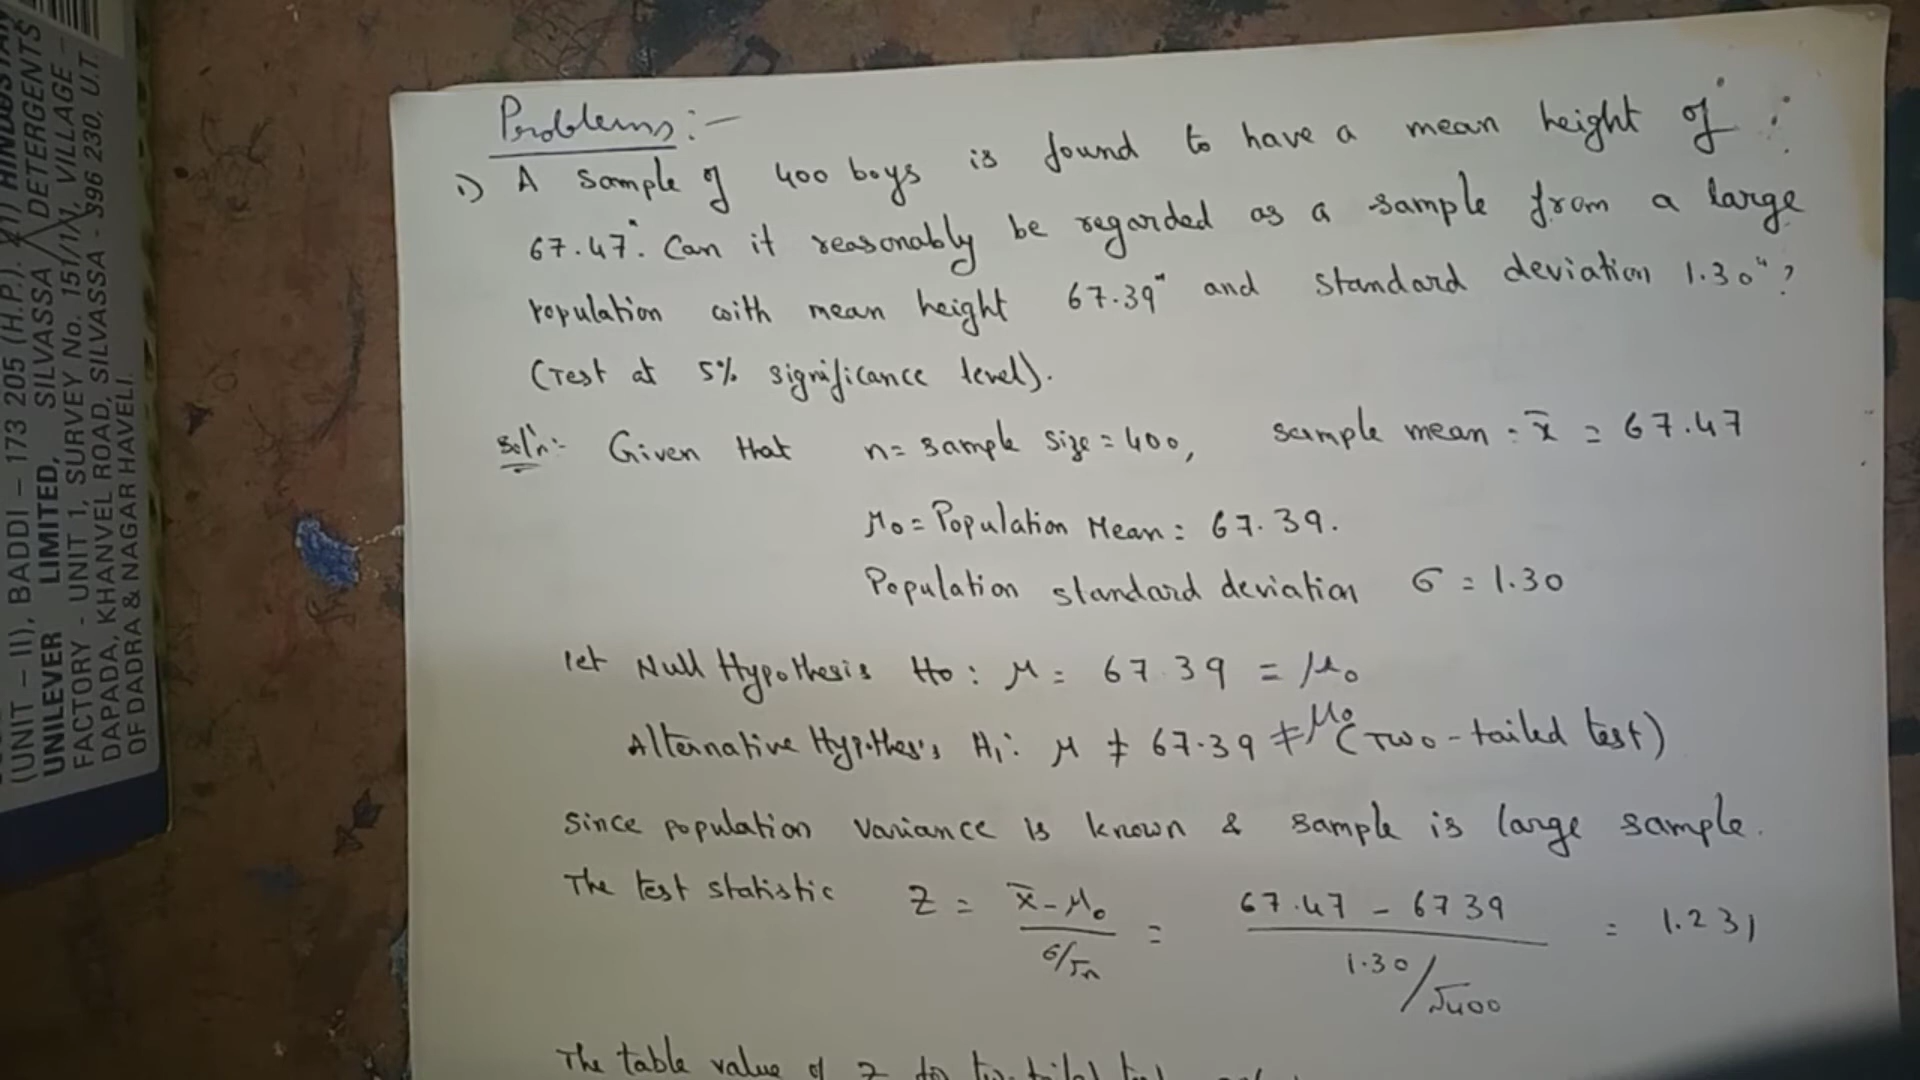 (UNIT – II), BADDI – 173 205 (H.P.).
UNILEVER LIMITED, SILVASSA DETERGENTS
FACTORY - UNIT 1, SURVEY No. 151/1/1, VILLAGE -
DAPADA, KHANVEL ROAD, SILVASSA - 396 230, U.T
OF DADRA & NAGAR HAVELI
Problems:-
1) A sample of 400 boys is found to have a mean height of
67.47". Can it reasonably be regarded as a sample from a large
population with mean height 67.39" and standard deviation 1.30"?
(Test at 5% significance level).
Sol'n:- Given that n = sample size = 400, sample mean = x̄ = 67.47
μ₀ = Population Mean = 67.39.
Population standard deviation σ = 1.30
let Null Hypothesis H₀ : μ = 67.39 = μ₀
Alternative Hypothesis H₁: μ ≠ 67.39 ≠ μ₀ (Two-tailed test)
Since population variance is known & sample is large sample.
The test statistic Z = x̄-μ₀ / σ/√n = 67.47 - 67 39 / 1.30/√400 = 1.231
The table value of Z